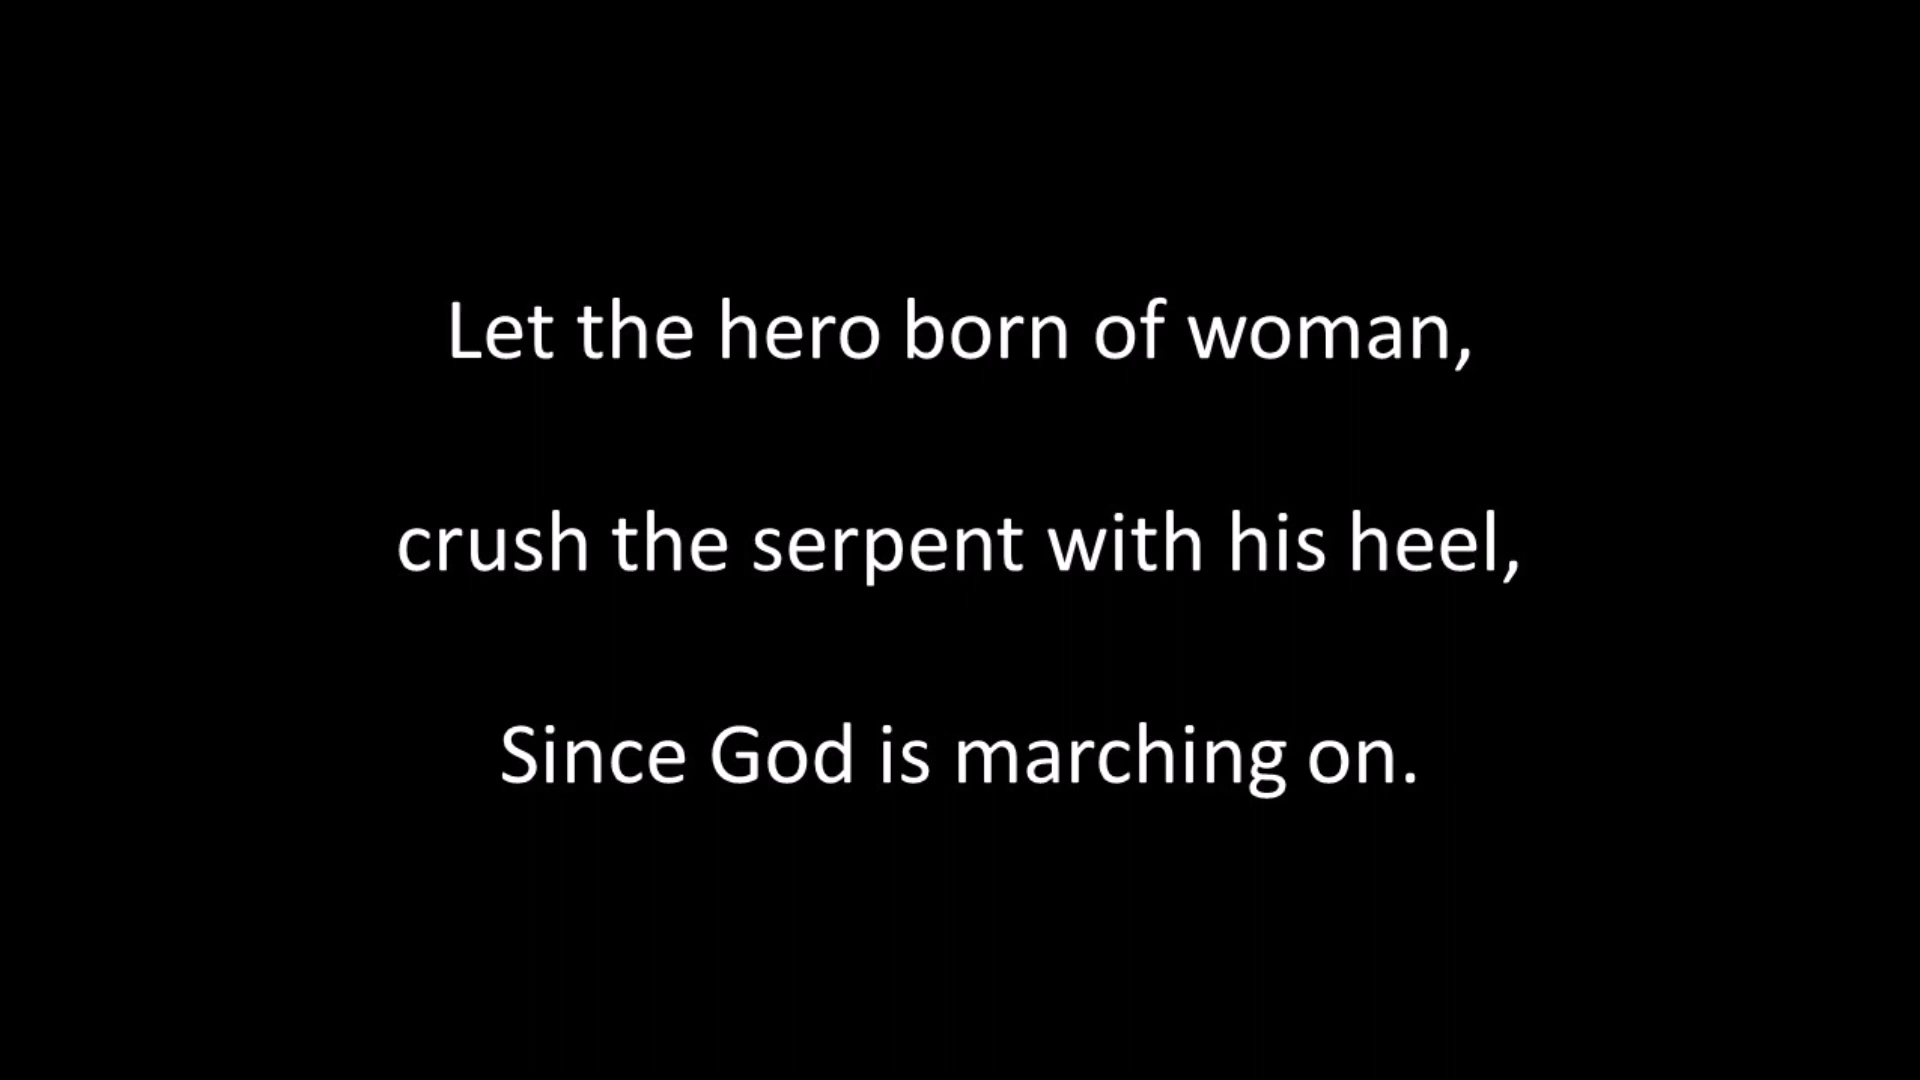 Let the hero born of woman,
crush the serpent with his heel,
Since God is marching on.